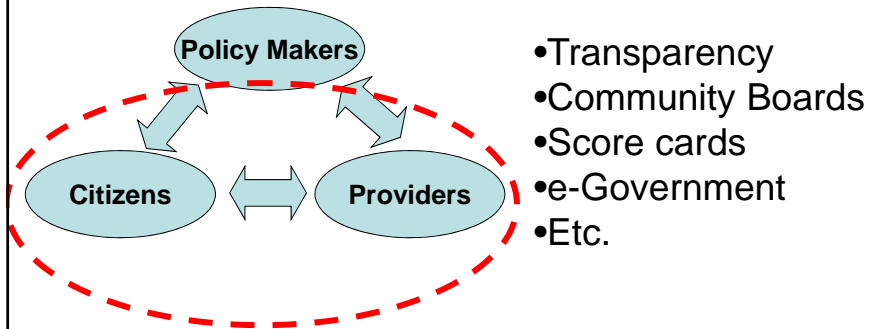 Policy Makers
Citizens
Providers
•Transparency
•Community Boards
•Score cards
•e-Government
•Etc.